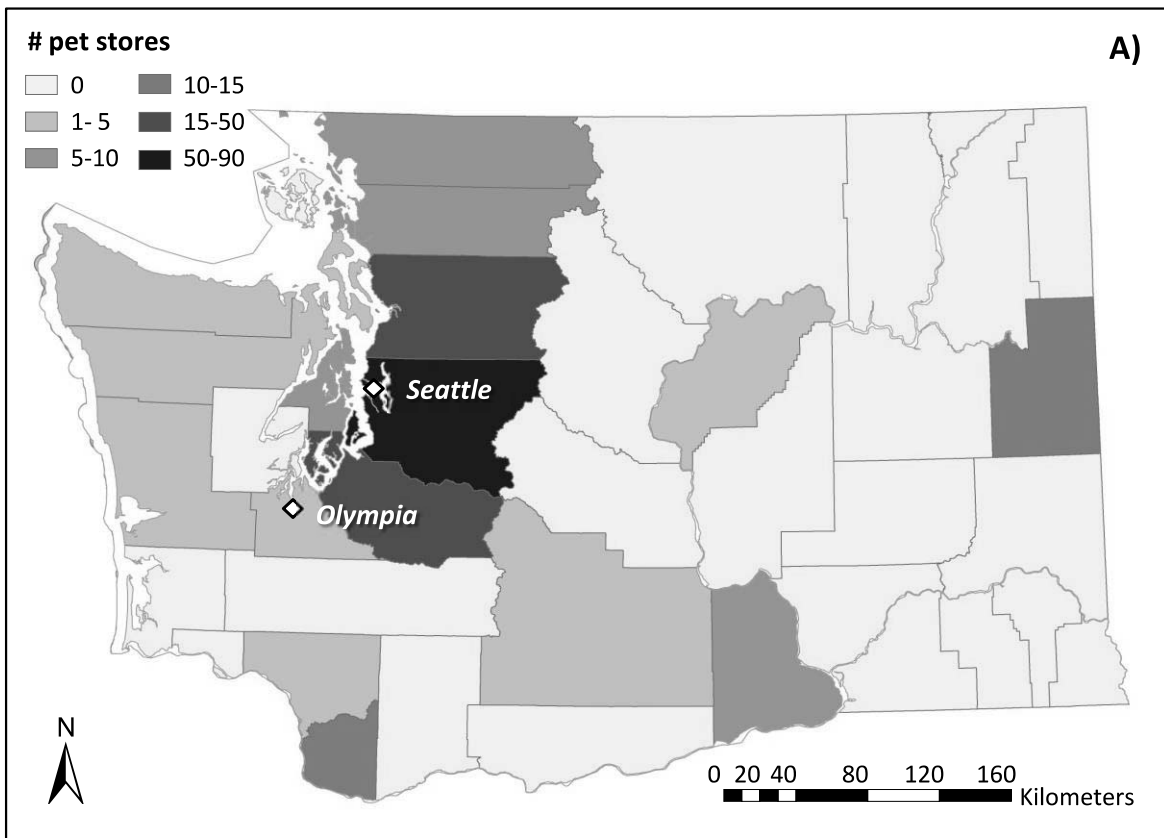 # pet stores
A)
0
10-15
1- 5
15-50
5-10
50-90
Seattle
Olympia
N
0 20 40 80 120 160
Kilometers